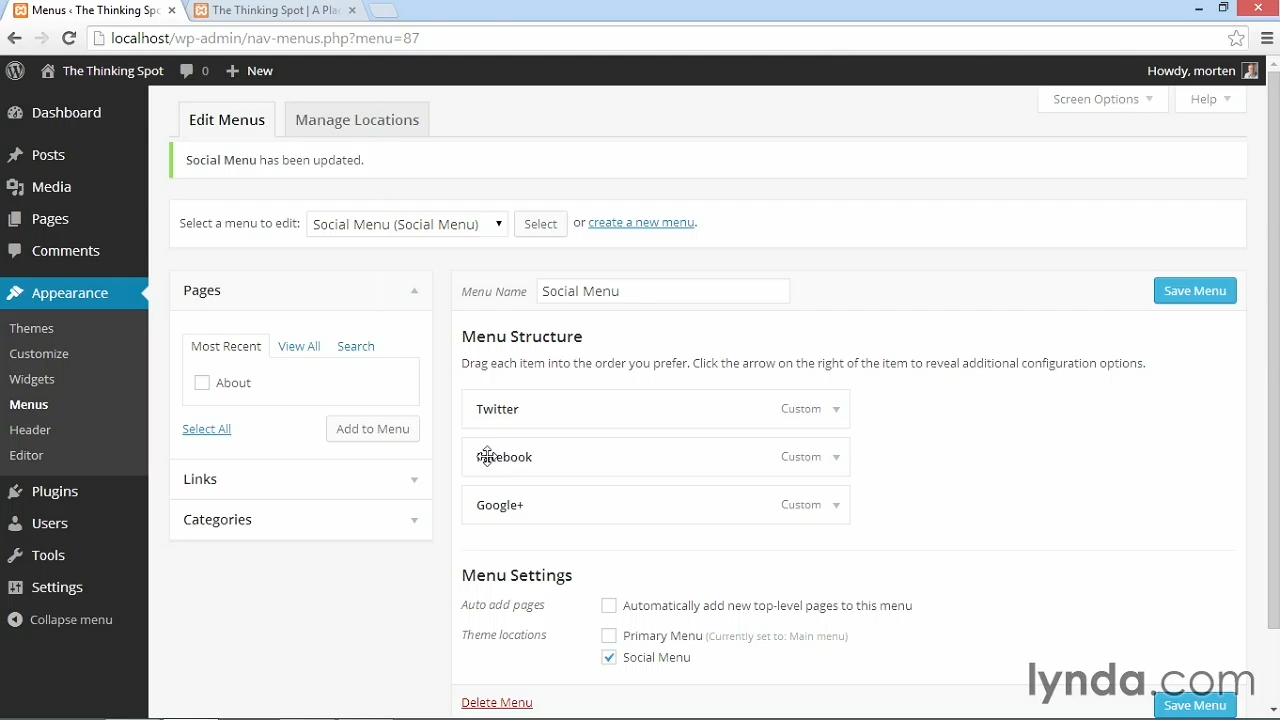 Menus ‹ The Thinking Spo
The Thinking Spot | A Pla
localhost/wp-admin/nav-menus.php?menu=87
The Thinking Spot
0
New
Howdy, morten
Dashboard
Posts
Media
Pages
Comments
Appearance
Themes
Customize
Widgets
Menus
Header
Editor
Plugins
Users
Tools
Settings
Collapse menu
Screen Options
Help
Edit Menus
Manage Locations
Social Menu has been updated.
Select a menu to edit: Social Menu (Social Menu) Select or create a new menu.
Pages
Most Recent View All Search
About
Select All Add to Menu
Links
Categories
Menu Name Social Menu Save Menu
Menu Structure
Drag each item into the order you prefer. Click the arrow on the right of the item to reveal additional configuration options.
Twitter Custom
Facebook Custom
Google+ Custom
Menu Settings
Auto add pages Automatically add new top-level pages to this menu
Theme locations Primary Menu (Currently set to: Main menu)
Social Menu
Delete Menu
Save Menu
lynda.com